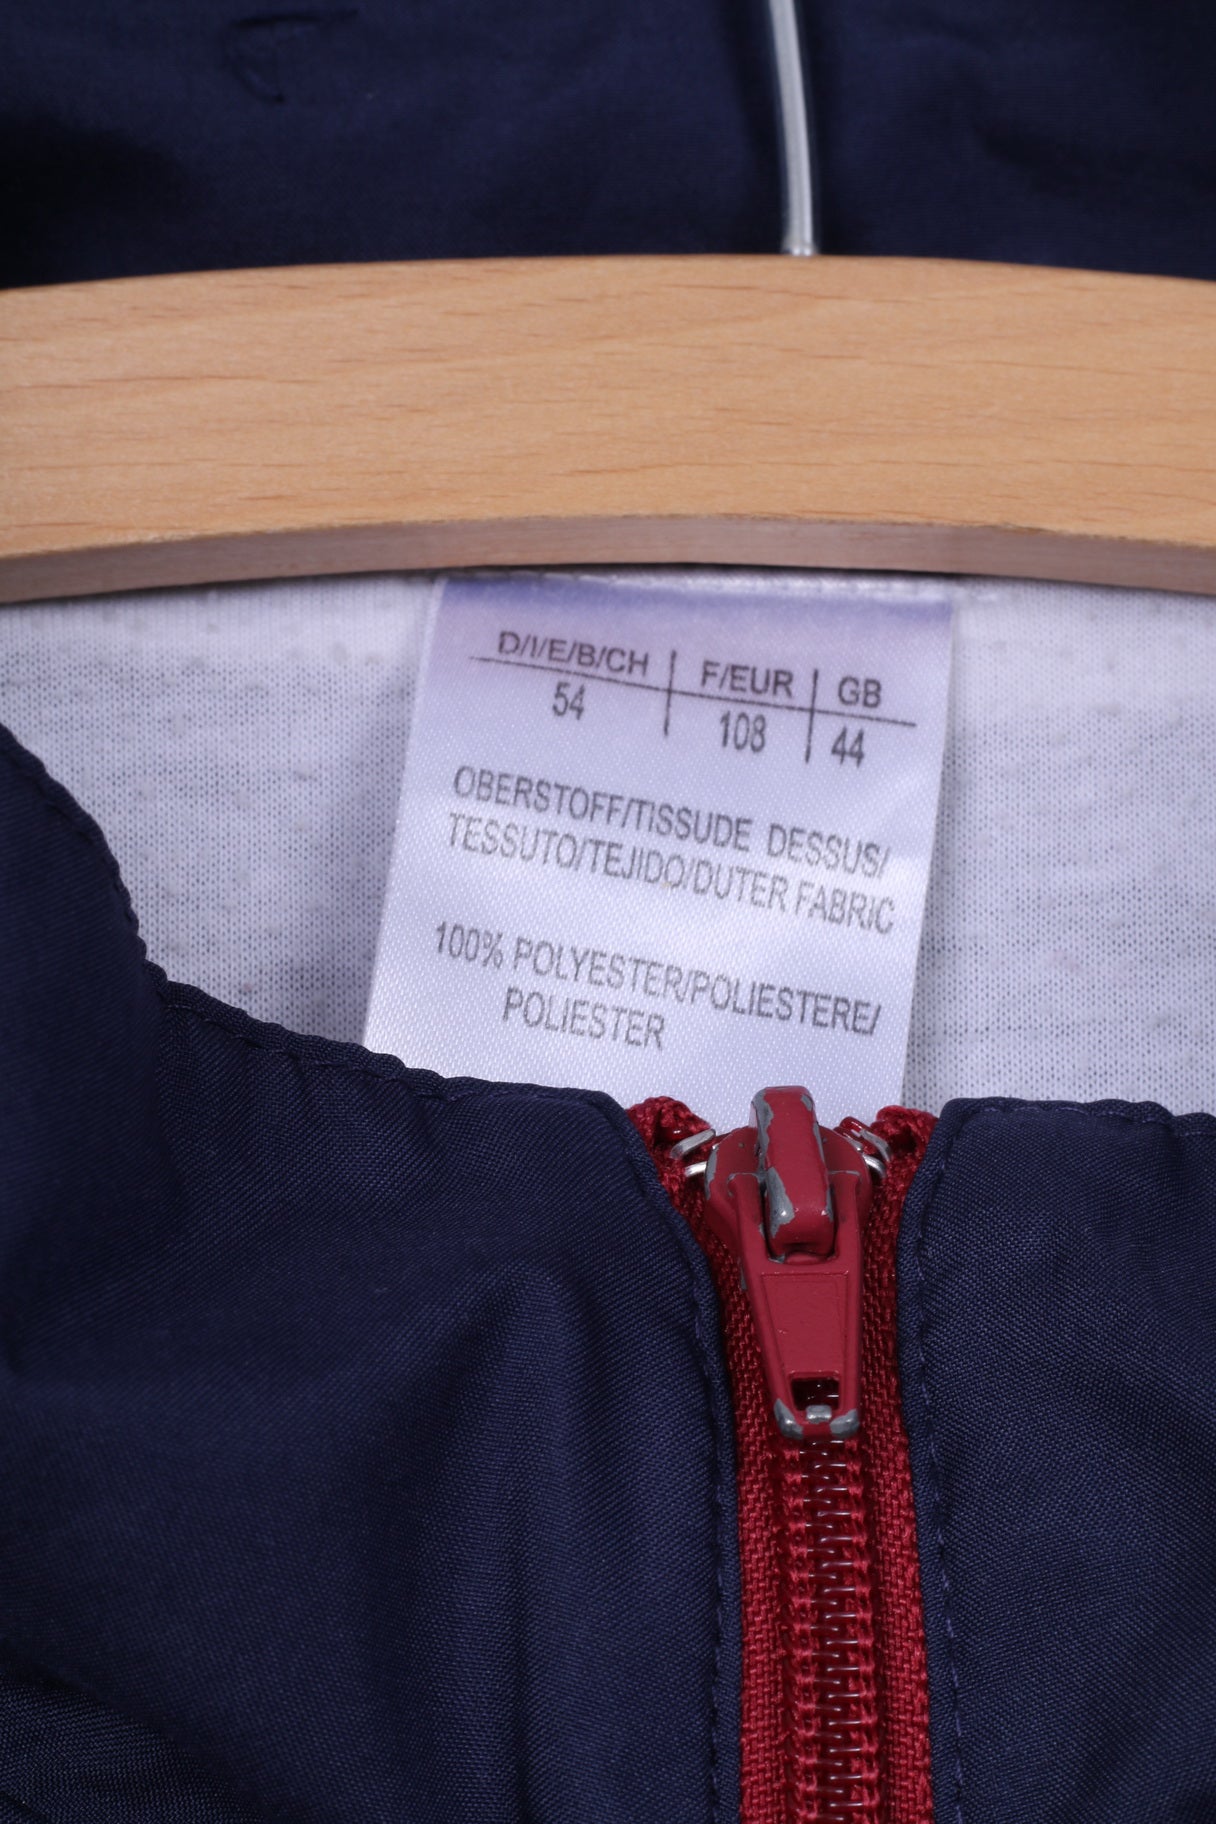 D/I/E/B/CH | F/EUR | GB
54 | 108 | 44
OBERSTOFF/TISSUDE DESSUS/
TESSUTO/TEJIDO/DUTER FABRIC
100% POLYESTER/POLIESTERE/
POLIESTER